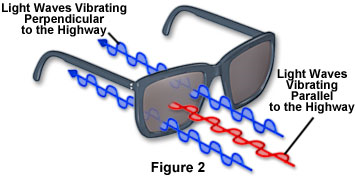 Light Waves Vibrating
Perpendicular
to the Highway
Light Waves
Vibrating
Parallel
to the Highway
Figure 2